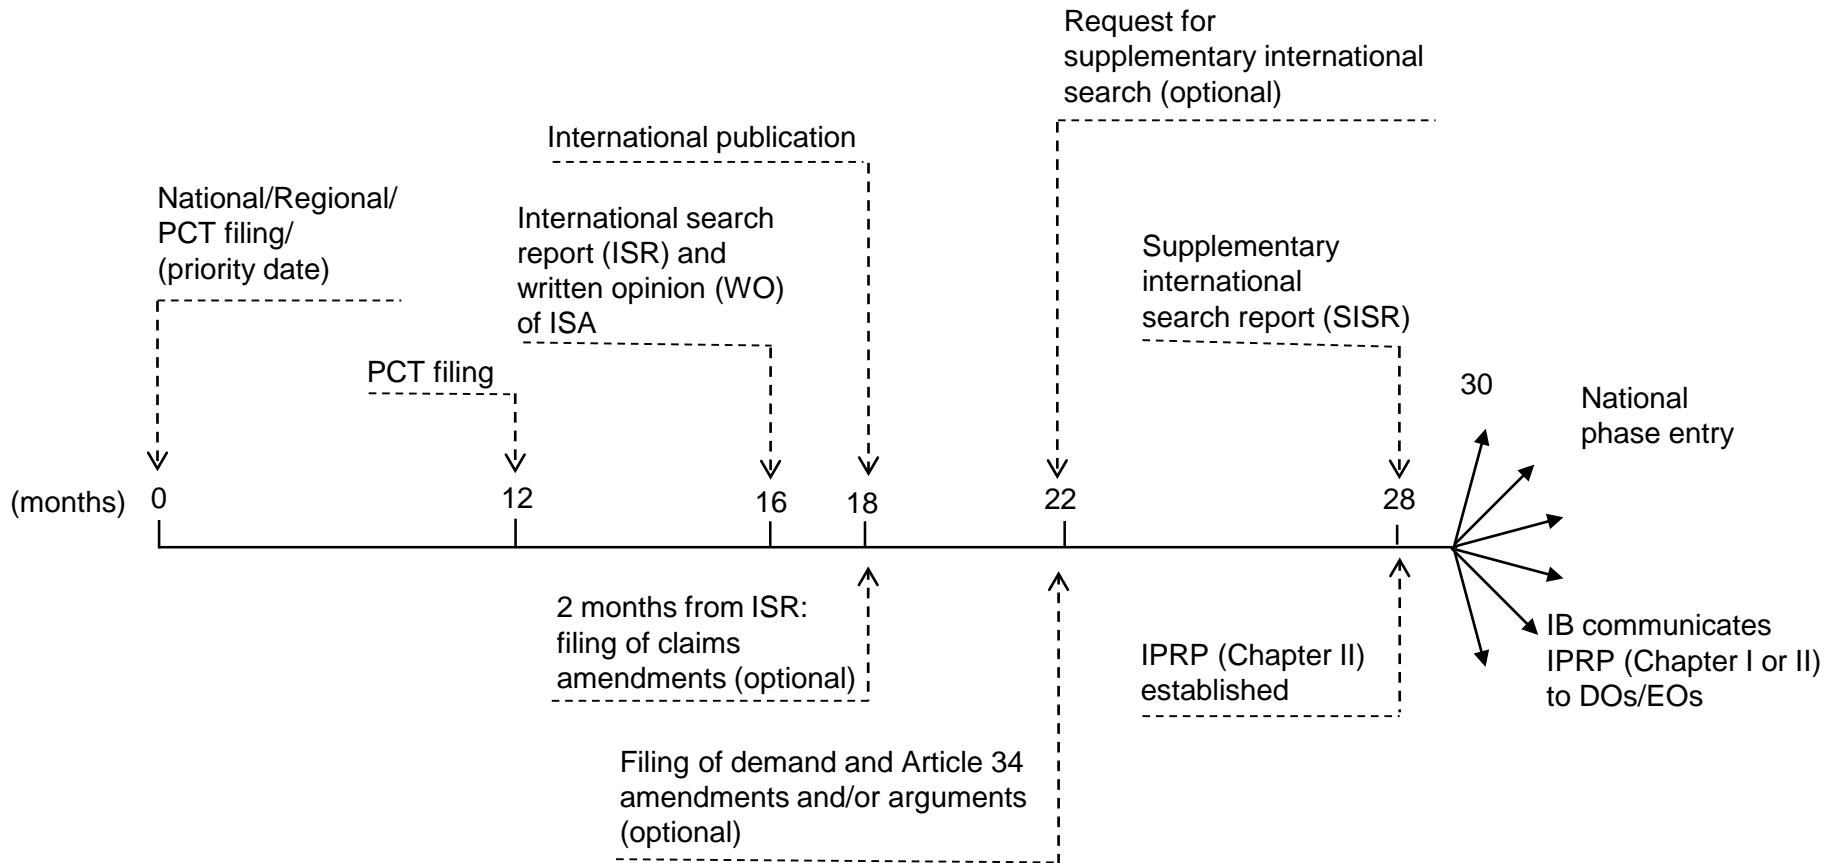 Request for
supplementary international
search (optional)
International publication
National/Regional/
PCT filing/
(priority date)
International search
report (ISR) and
written opinion (WO)
of ISA
Supplementary
international
search report (SISR)
PCT filing
30
National
phase entry
(months) 0 12 16 18 22 28
2 months from ISR:
filing of claims
amendments (optional)
IPRP (Chapter II)
established
IB communicates
IPRP (Chapter I or II)
to DOs/EOs
Filing of demand and Article 34
amendments and/or arguments
(optional)